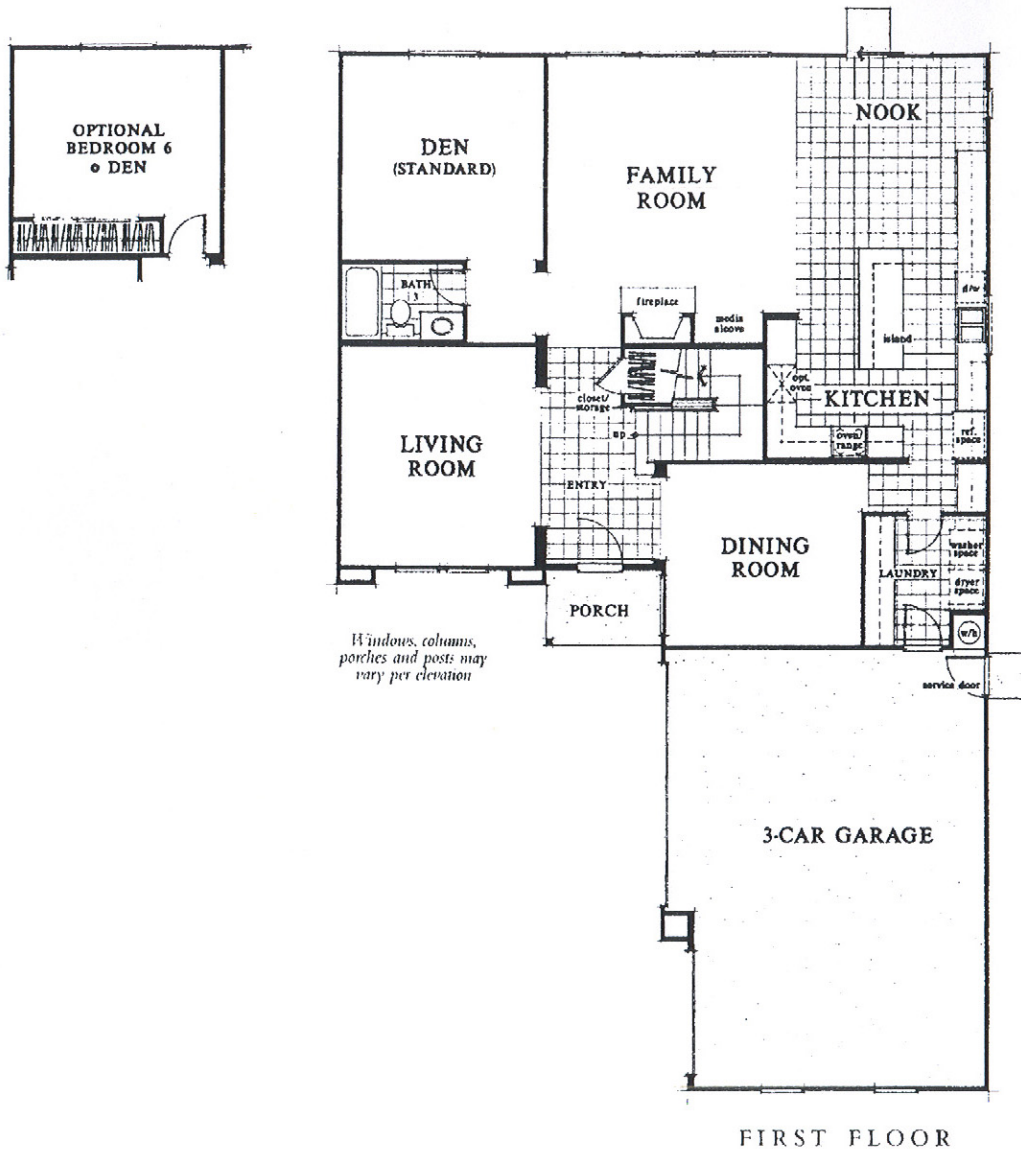 OPTIONAL
BEDROOM 6
@ DEN
DEN
(STANDARD)
FAMILY
ROOM
NOOK
BATH
3
fireplace
media
alcove
d/w
island
opt.
oven
KITCHEN
closet/
storage
up
oven/
range
ref.
space
LIVING
ROOM
ENTRY
DINING
ROOM
washer
space
LAUNDRY
dryer
space
PORCH
w/h
Windows, columns,
porches and posts may
vary per elevation
service door
3-CAR GARAGE
FIRST FLOOR